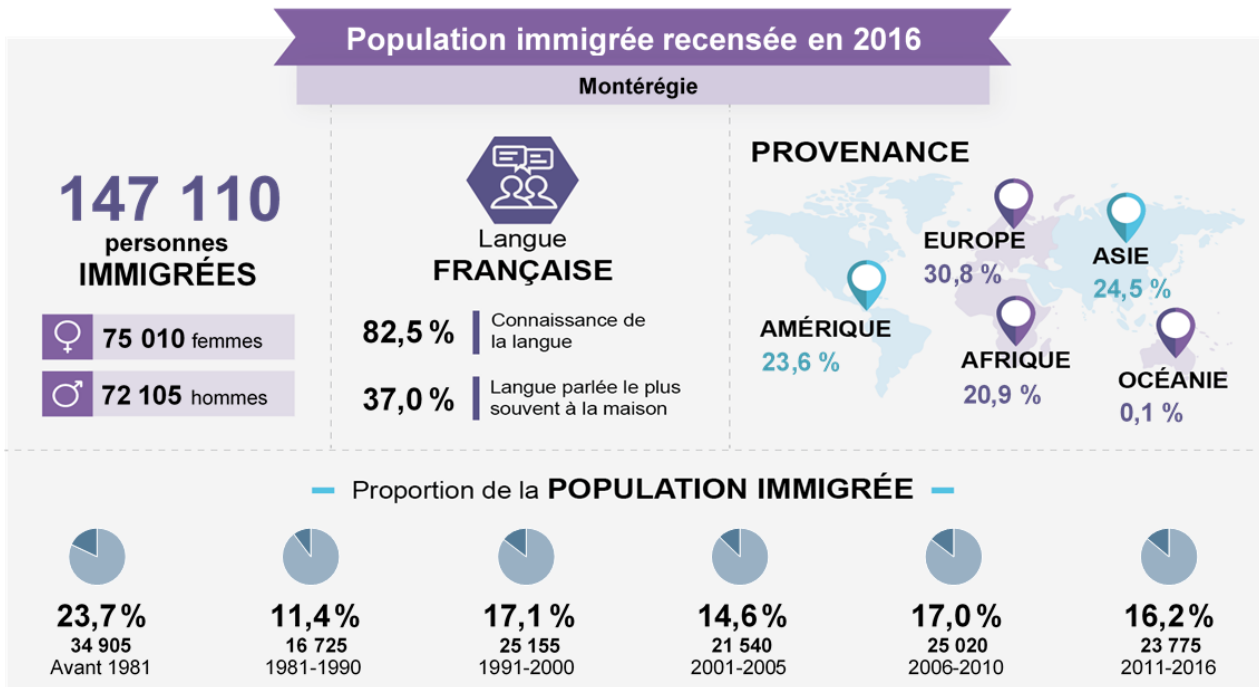 Population immigrée recensée en 2016
Montérégie
147 110
personnes
IMMIGRÉES
75 010 femmes
72 105 hommes
Langue
FRANÇAISE
82,5 %
Connaissance de
la langue
37,0 %
Langue parlée le plus
souvent à la maison
PROVENANCE
EUROPE
30,8 %
ASIE
24,5 %
AMÉRIQUE
23,6 %
AFRIQUE
20,9 %
OCÉANIE
0,1 %
Proportion de la POPULATION IMMIGRÉE
23,7 %
34 905
Avant 1981
11,4 %
16 725
1981-1990
17,1 %
25 155
1991-2000
14,6 %
21 540
2001-2005
17,0 %
25 020
2006-2010
16,2 %
23 775
2011-2016